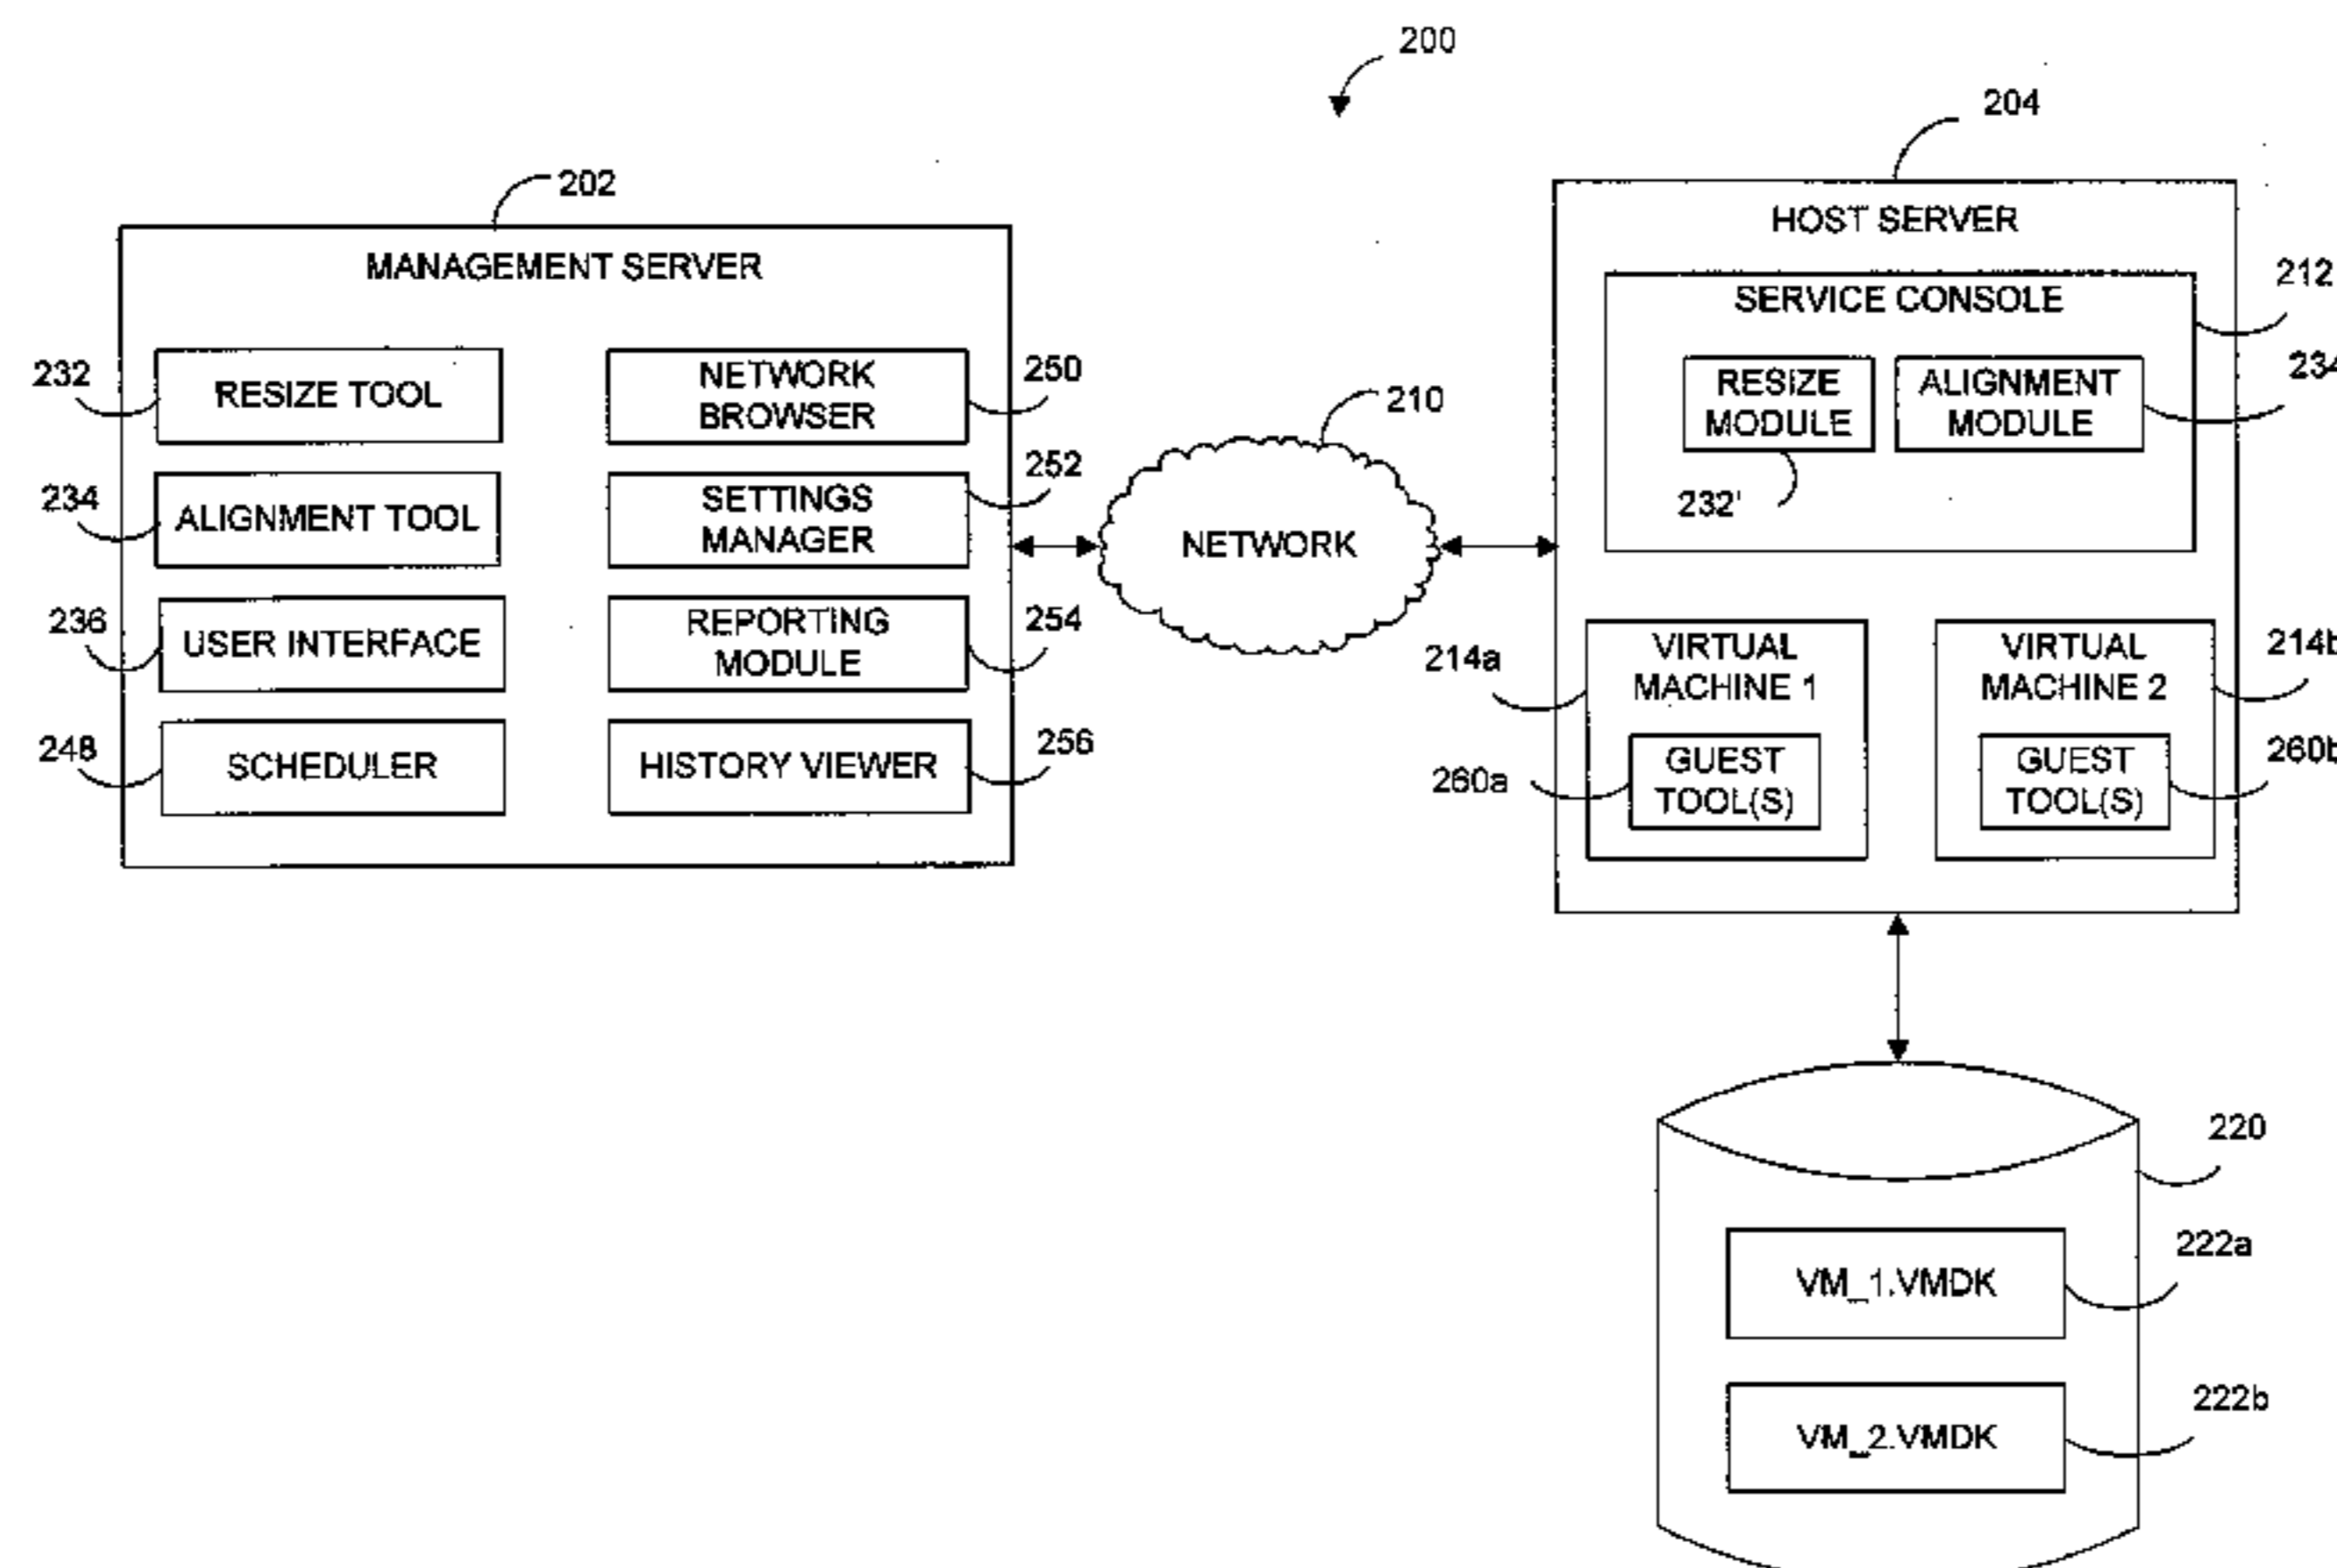 200
204
202
HOST SERVER
MANAGEMENT SERVER
212
SERVICE CONSOLE
232
RESIZE TOOL
NETWORK
BROWSER
250
RESIZE
MODULE
ALIGNMENT
MODULE
234
210
232'
234
ALIGNMENT TOOL
SETTINGS
MANAGER
252
NETWORK
236
USER INTERFACE
REPORTING
MODULE
254
214a
VIRTUAL
MACHINE 1
VIRTUAL
MACHINE 2
214b
248
SCHEDULER
HISTORY VIEWER
256
260a
GUEST
TOOL(S)
GUEST
TOOL(S)
260b
220
222a
VM_1.VMDK
222b
VM_2.VMDK